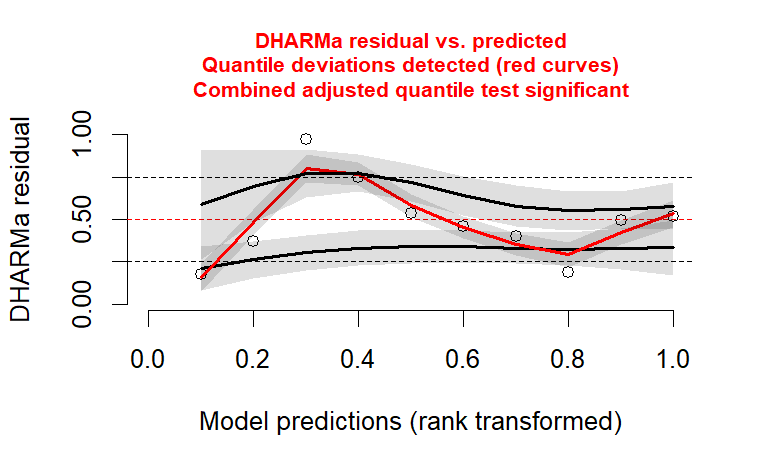 DHARMa residual vs. predicted
Quantile deviations detected (red curves)
Combined adjusted quantile test significant
DHARMa residual
1.00
0.50
0.00
0.0 0.2 0.4 0.6 0.8 1.0
Model predictions (rank transformed)